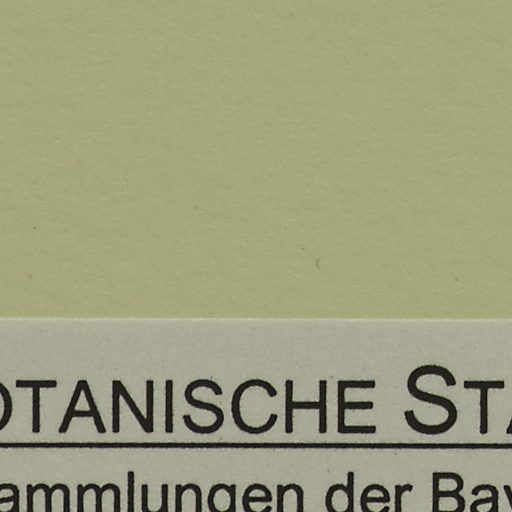 OTANISCHE STA
ammlungen der Bay